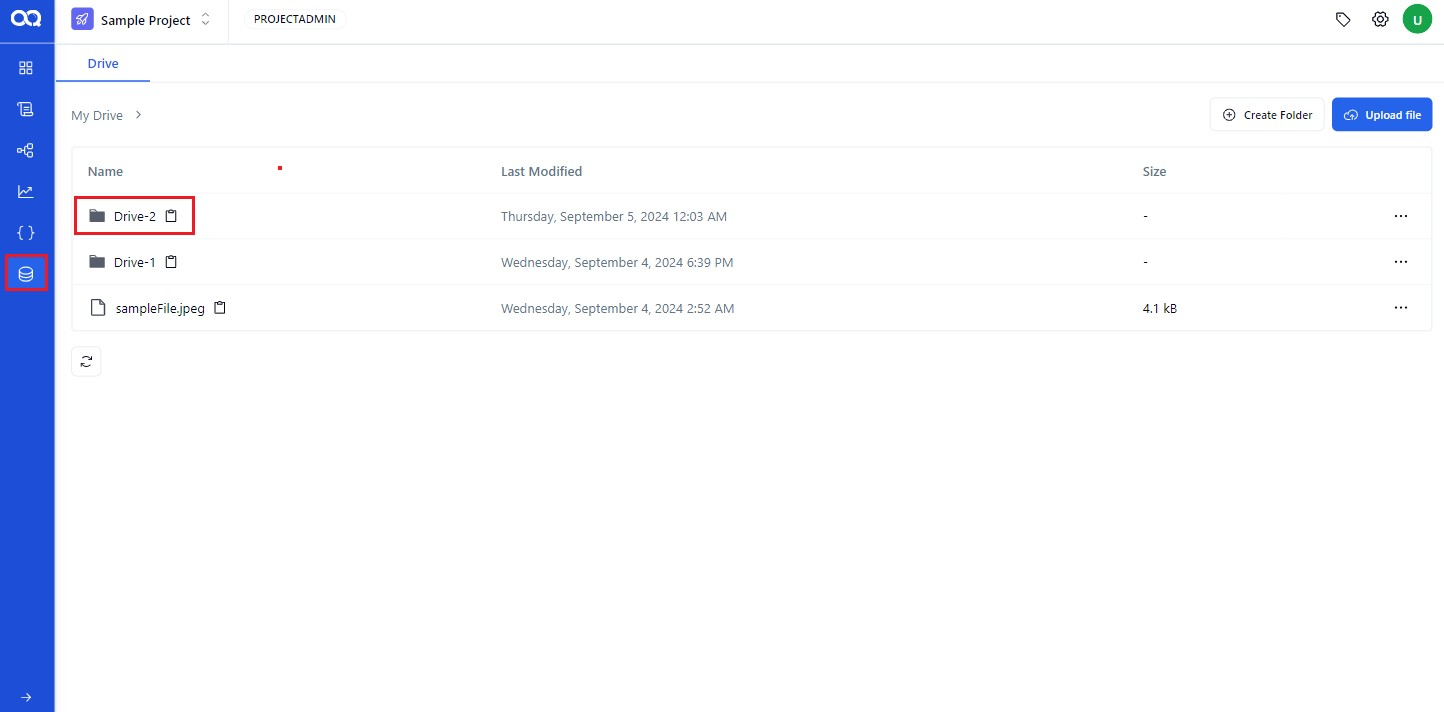 Sample Project
PROJECTADMIN
U
Drive
My Drive
Create Folder
Upload file
Name Last Modified Size
Drive-2 Thursday, September 5, 2024 12:03 AM -
Drive-1 Wednesday, September 4, 2024 6:39 PM -
sampleFile.jpeg Wednesday, September 4, 2024 2:52 AM 4.1 kB